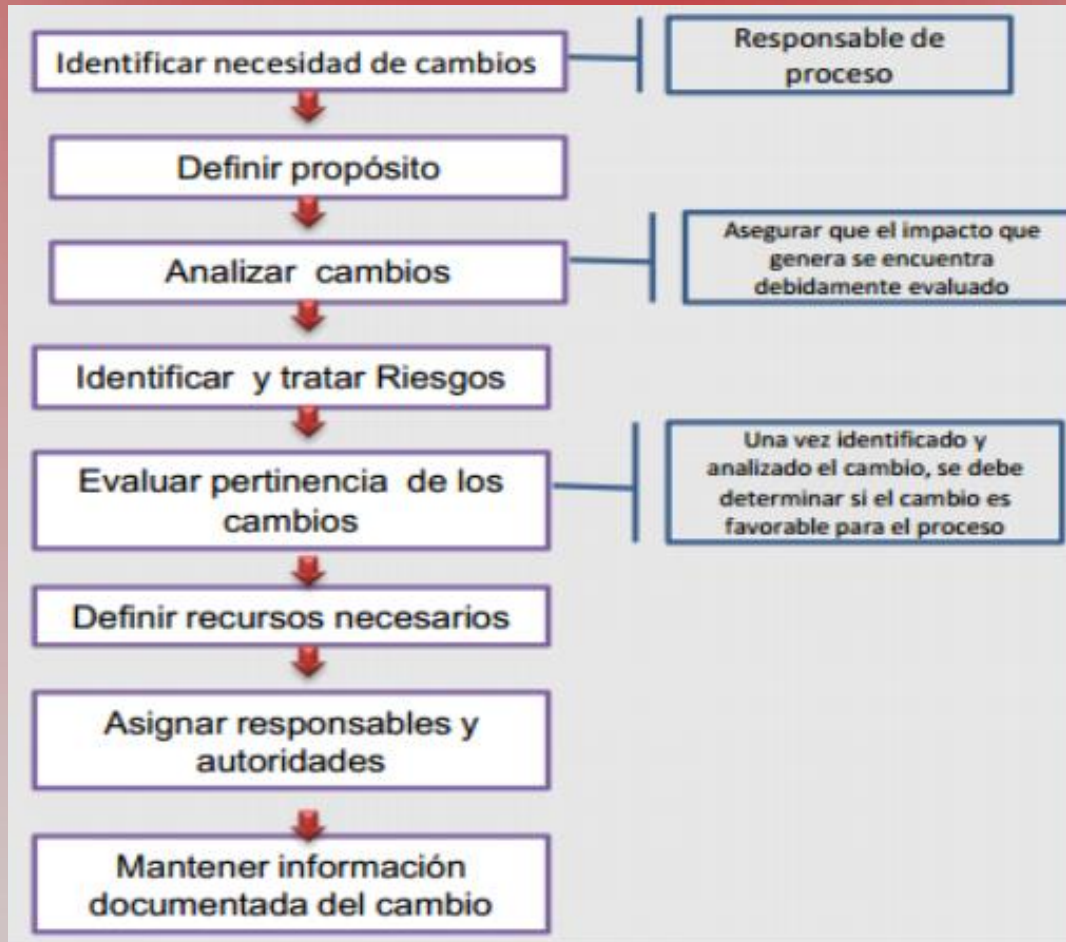 Identificar necesidad de cambios
Responsable de
proceso
Definir propósito
Analizar cambios
Asegurar que el impacto que
genera se encuentra
debidamente evaluado
Identificar y tratar Riesgos
Evaluar pertinencia de los
cambios
Una vez identificado y
analizado el cambio, se debe
determinar si el cambio es
favorable para el proceso
Definir recursos necesarios
Asignar responsables y
autoridades
Mantener información
documentada del cambio